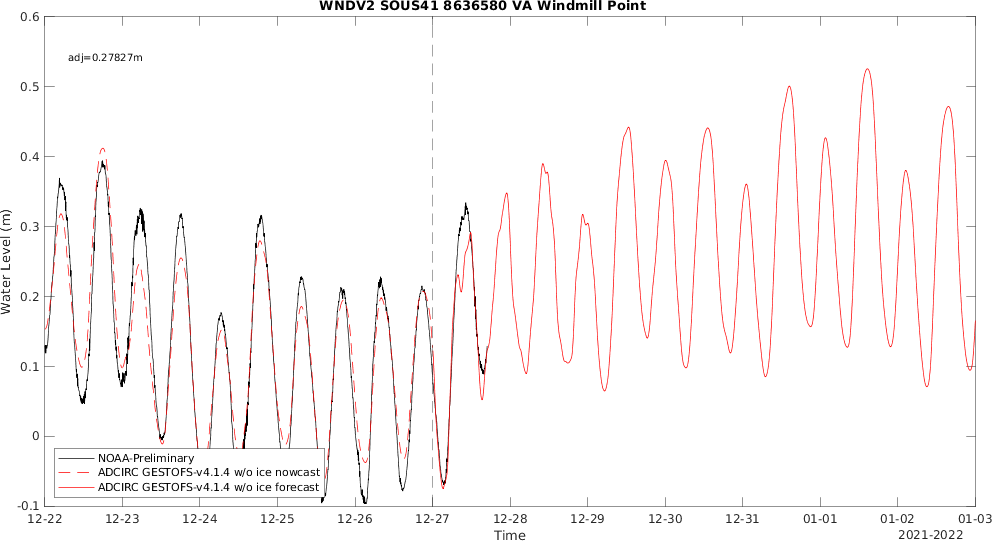 WNDV2 SOUS41 8636580 VA Windmill Point
0.6
adj=0.27827m
0.5
0.4
0.3
0.2
0.1
0
-0.1
Water Level (m)
NOAA-Preliminary
ADCIRC GESTOFS-v4.1.4 w/o ice nowcast
ADCIRC GESTOFS-v4.1.4 w/o ice forecast
12-22 12-23 12-24 12-25 12-26 12-27 12-28 12-29 12-30 12-31 01-01 01-02 01-03
Time
2021-2022